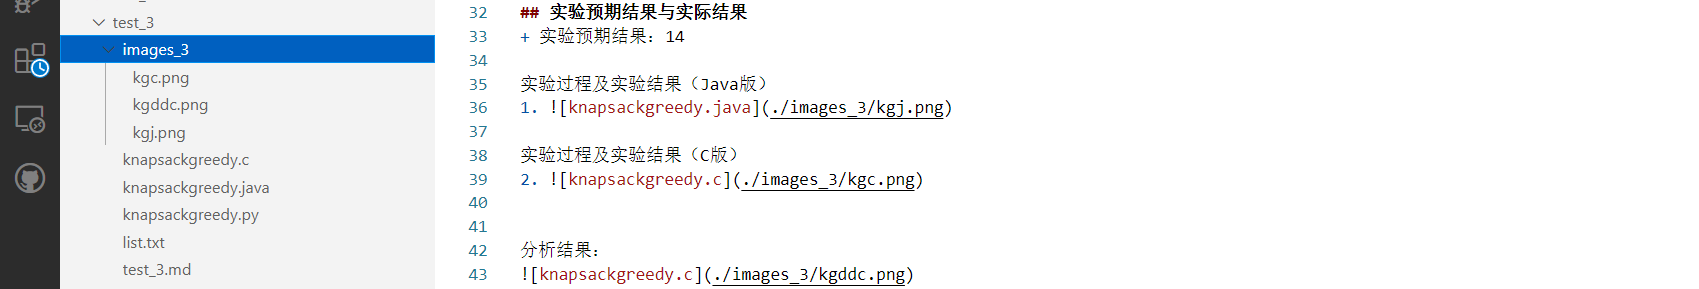 test_3
images_3
kgc.png
kgddc.png
kgj.png
knapsackgreedy.c
knapsackgreedy.java
knapsackgreedy.py
list.txt
test_3.md
32 ## 实验预期结果与实际结果
33 + 实验预期结果：14
34
35 实验过程及实验结果（Java版）
36 1. ![knapsackgreedy.java](./images_3/kgj.png)
37
38 实验过程及实验结果（C版）
39 2. ![knapsackgreedy.c](./images_3/kgc.png)
40
41
42 分析结果：
43 ![knapsackgreedy.c](./images_3/kgddc.png)